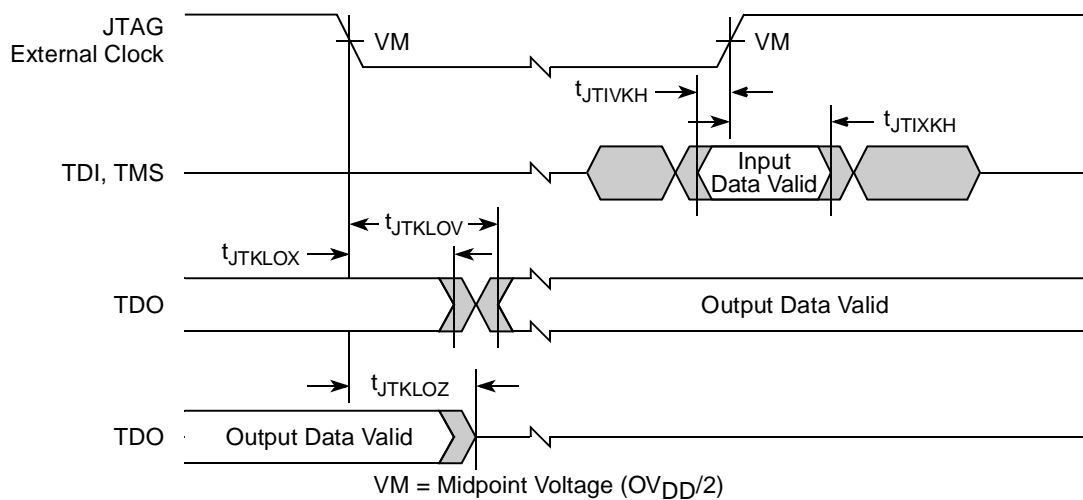 JTAG
External Clock
VM
VM
tJTIVKH
tJTIXKH
TDI, TMS
Input
Data Valid
tJTKLOV
tJTKLOX
TDO
Output Data Valid
tJTKLOZ
TDO
Output Data Valid
VM = Midpoint Voltage (OVDD/2)